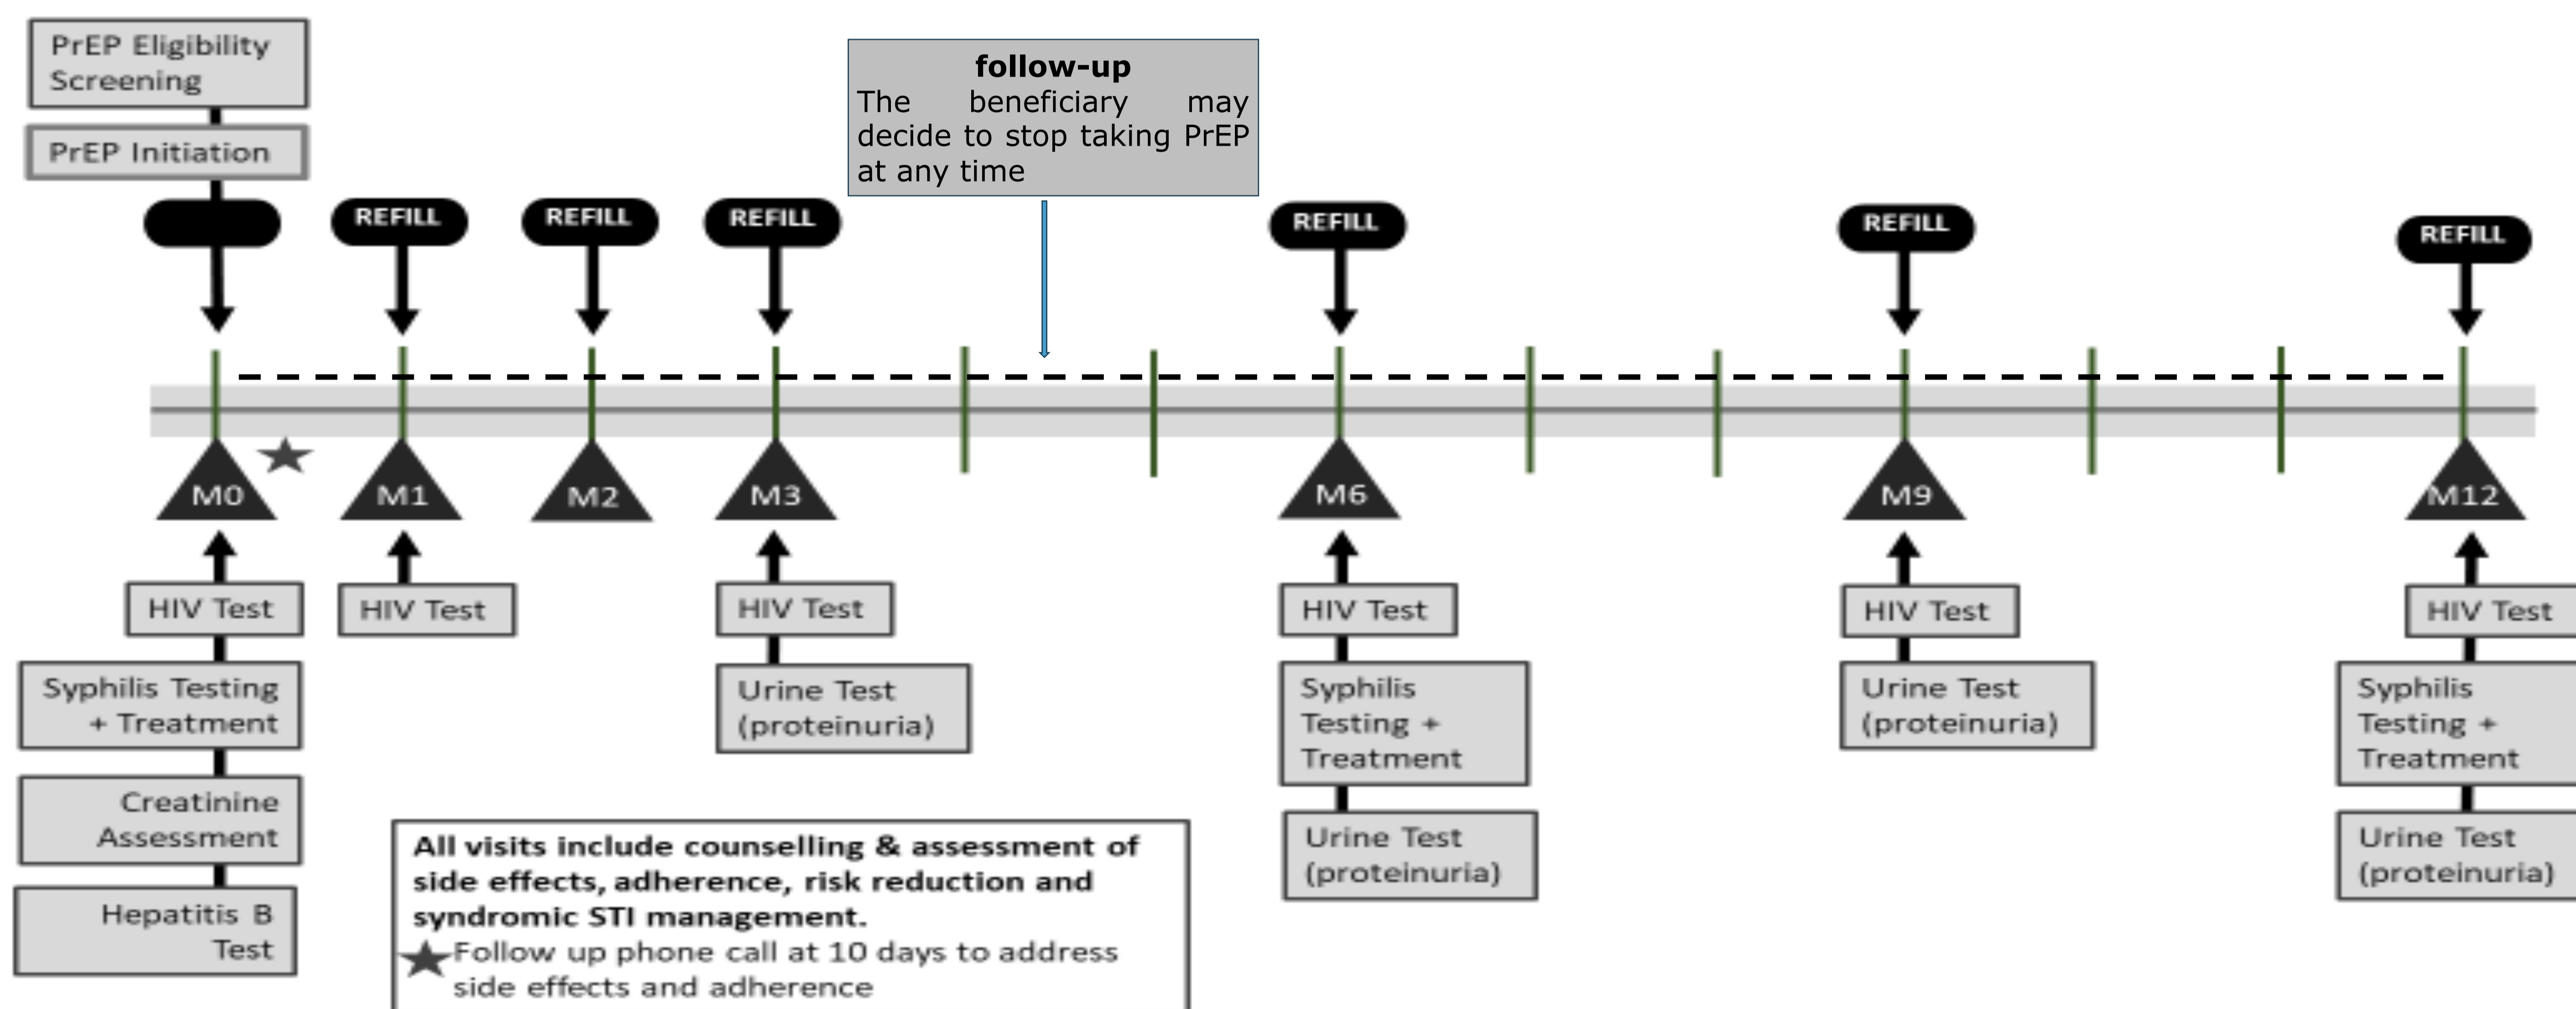 PrEP Eligibility
Screening
PrEP Initiation
follow-up
The beneficiary may
decide to stop taking PrEP
at any time
REFILL
REFILL
REFILL
REFILL
REFILL
REFILL
M0
M1
M2
M3
M6
M9
M12
HIV Test
Syphilis Testing
+ Treatment
Creatinine
Assessment
Hepatitis B
Test
HIV Test
HIV Test
Urine Test
(proteinuria)
HIV Test
Syphilis
Testing +
Treatment
Urine Test
(proteinuria)
HIV Test
Urine Test
(proteinuria)
HIV Test
Syphilis
Testing +
Treatment
Urine Test
(proteinuria)
All visits include counselling & assessment of
side effects, adherence, risk reduction and
syndromic STI management.
Follow up phone call at 10 days to address
side effects and adherence